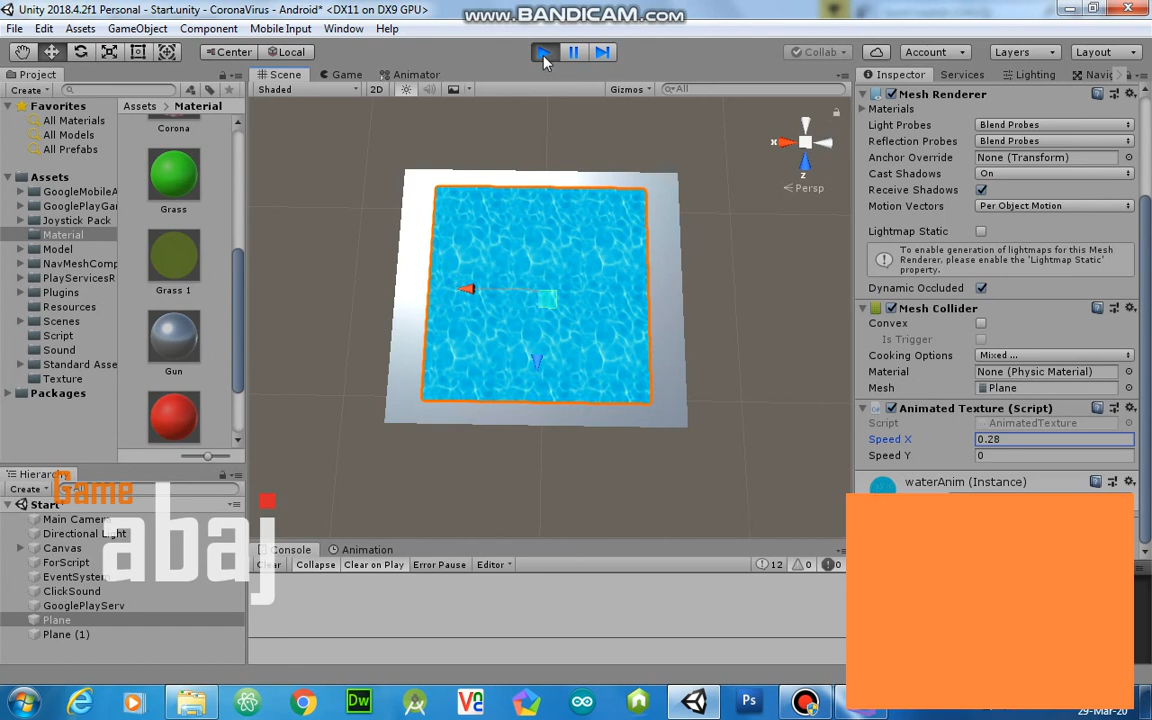 Unity 2018.4.2f1 Personal - Start.unity - CoronaVirus - Android* <DX11 on DX9 GPU>
www.BANDICAM.com
File Edit Assets GameObject Component Mobile Input Window Help
Center Local Collab Account Layers Layout
Project Scene Game Animator Inspector Services Lighting
Create Shaded 2D Gizmos All
Favorites
All Materials
All Models
All Prefabs
Assets
GoogleMobileA
GooglePlayGar
Joystick Pack
Material
Model
NavMeshComp
PlayServicesR
Plugins
Resources
Scenes
Script
Sound
Standard Asse
Texture
Packages
Assets Material
Corona
Grass
Grass 1
Gun
x
z
Persp
Mesh Renderer
Materials
Light Probes Blend Probes
Reflection Probes Blend Probes
Anchor Override None (Transform)
Cast Shadows On
Receive Shadows
Motion Vectors Per Object Motion
Lightmap Static
To enable generation of lightmaps for this Mesh
Renderer, please enable the 'Lightmap Static'
property.
Dynamic Occluded
Mesh Collider
Convex
Is Trigger
Cooking Options Mixed ...
Material None (Physic Material)
Mesh Plane
Animated Texture (Script)
Script AnimatedTexture
Speed X 0.28
Speed Y 0
waterAnim (Instance)
Hierarchy
Create
Start
Main Camera
Directional Light
Canvas
ForScript
EventSystem
ClickSound
GooglePlayServ
Plane
Plane (1)
Game
abaj
Console Animation
Clear Collapse Clear on Play Error Pause Editor 12 0 0
Dw
Ps
29-Mar-20